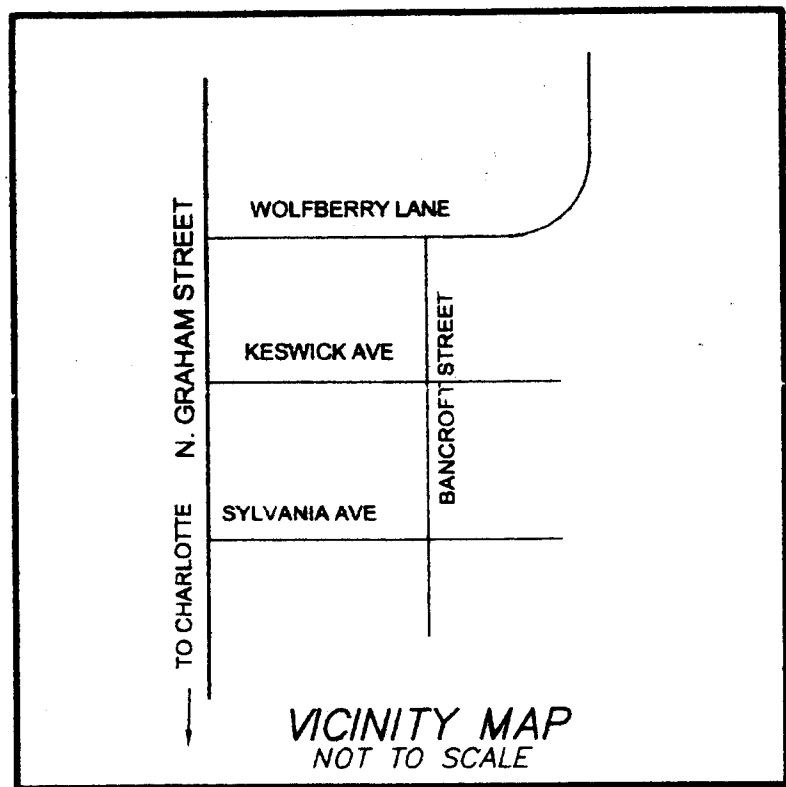 WOLFBERRY LANE
N. GRAHAM STREET
KESWICK AVE
BANCROFT STREET
SYLVANIA AVE
TO CHARLOTTE
VICINITY MAP
NOT TO SCALE